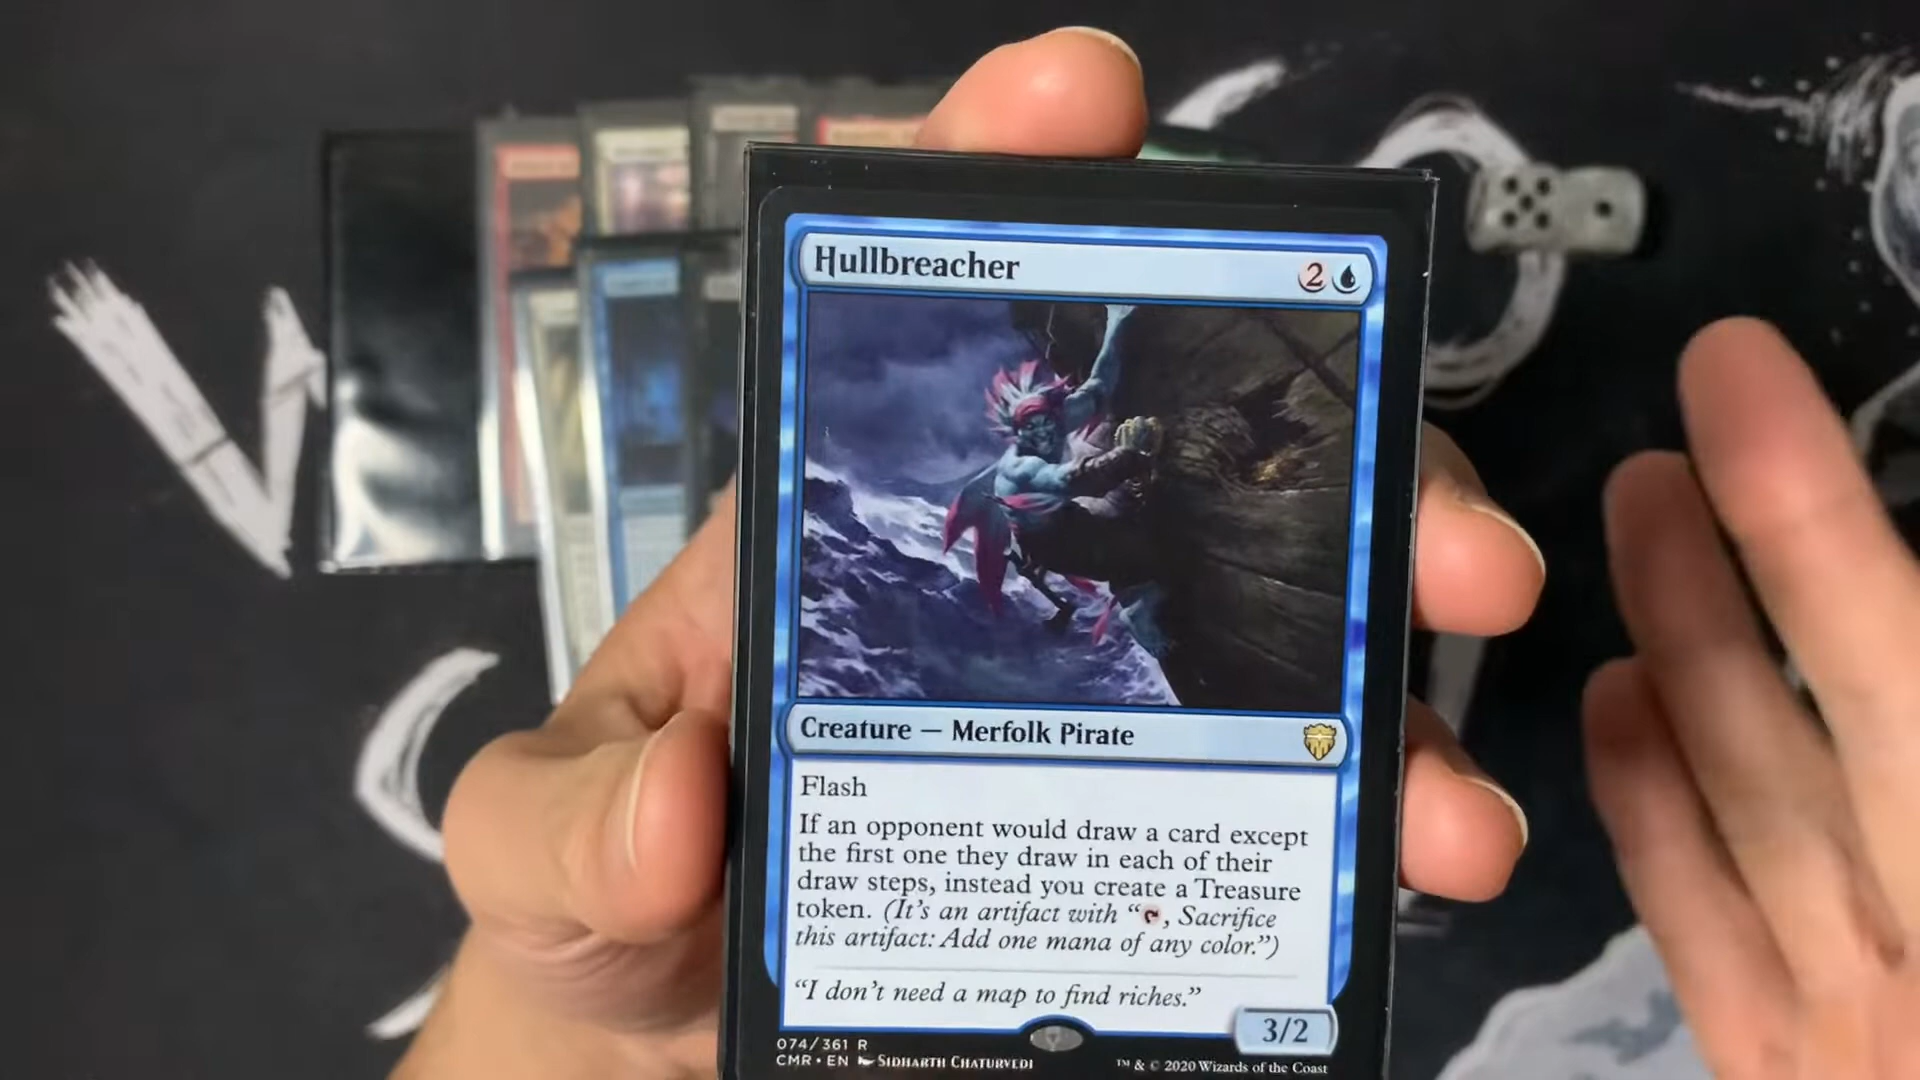 Hullbreacher 2
Creature — Merfolk Pirate
Flash
If an opponent would draw a card except
the first one they draw in each of their
draw steps, instead you create a Treasure
token. (It's an artifact with “, Sacrifice
this artifact: Add one mana of any color.”)
“I don't need a map to find riches.”
3/2
074/361 R
CMR • EN SIDHARTH CHATURVEDI
™ & © 2020 Wizards of the Coast